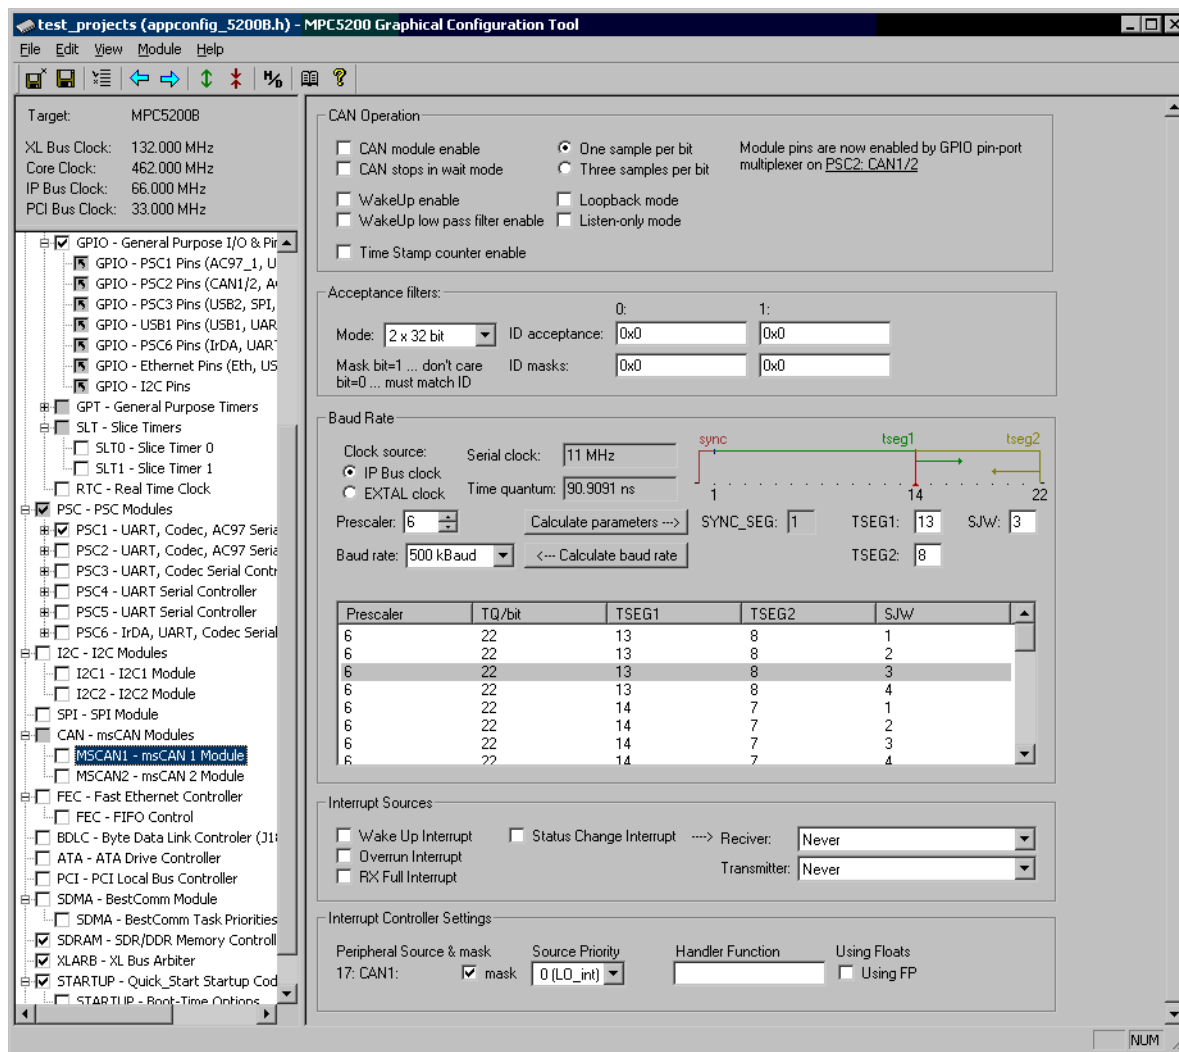 test_projects (appconfig_5200B.h) - MPC5200 Graphical Configuration Tool
File Edit View Module Help
Target: MPC5200B
XL Bus Clock: 132.000 MHz
Core Clock: 462.000 MHz
IP Bus Clock: 66.000 MHz
PCI Bus Clock: 33.000 MHz
GPIO - General Purpose I/O & Pin
GPIO - PSC1 Pins (AC97_1, U
GPIO - PSC2 Pins (CAN1/2, A
GPIO - PSC3 Pins (USB2, SPI,
GPIO - USB1 Pins (USB1, UAR
GPIO - PSC6 Pins (IrDA, UAR
GPIO - Ethernet Pins (Eth, US
GPIO - I2C Pins
GPT - General Purpose Timers
SLT - Slice Timers
SLT0 - Slice Timer 0
SLT1 - Slice Timer 1
RTC - Real Time Clock
PSC - PSC Modules
PSC1 - UART, Codec, AC97 Seria
PSC2 - UART, Codec, AC97 Seria
PSC3 - UART, Codec Serial Contr
PSC4 - UART Serial Controller
PSC5 - UART Serial Controller
PSC6 - IrDA, UART, Codec Serial
I2C - I2C Modules
I2C1 - I2C1 Module
I2C2 - I2C2 Module
SPI - SPI Module
CAN - msCAN Modules
MSCAN1 - msCAN 1 Module
MSCAN2 - msCAN 2 Module
FEC - Fast Ethernet Controller
FEC - FIFO Control
BDLC - Byte Data Link Controler (J18
ATA - ATA Drive Controller
PCI - PCI Local Bus Controller
SDMA - BestComm Module
SDMA - BestComm Task Priorities
SDRAM - SDR/DDR Memory Controll
XLARB - XL Bus Arbiter
STARTUP - Quick_Start Startup Cod
STARTUP - Boot-Time Options
CAN Operation
CAN module enable One sample per bit Module pins are now enabled by GPIO pin-port
CAN stops in wait mode Three samples per bit multiplexer on PSC2: CAN1/2
WakeUp enable Loopback mode
WakeUp low pass filter enable Listen-only mode
Time Stamp counter enable
Acceptance filters:
0: 1:
Mode: 2 x 32 bit ID acceptance: 0x0 0x0
Mask bit=1 ... don't care ID masks: 0x0 0x0
bit=0 ... must match ID
Baud Rate
sync tseg1 tseg2
Clock source: Serial clock: 11 MHz
IP Bus clock
EXTAL clock Time quantum: 90.9091 ns
1 14 22
Prescaler: 6 Calculate parameters ---> SYNC_SEG: 1 TSEG1: 13 SJW: 3
Baud rate: 500 kBaud <--- Calculate baud rate TSEG2: 8
Prescaler TQ/bit TSEG1 TSEG2 SJW
6 22 13 8 1
6 22 13 8 2
6 22 13 8 3
6 22 13 8 4
6 22 14 7 1
6 22 14 7 2
6 22 14 7 3
6 22 14 7 4
Interrupt Sources
Wake Up Interrupt Status Change Interrupt ----> Reciver: Never
Overrun Interrupt
RX Full Interrupt Transmitter: Never
Interrupt Controller Settings
Peripheral Source & mask Source Priority Handler Function Using Floats
17: CAN1: mask 0 (LO_int) Using FP
NUM